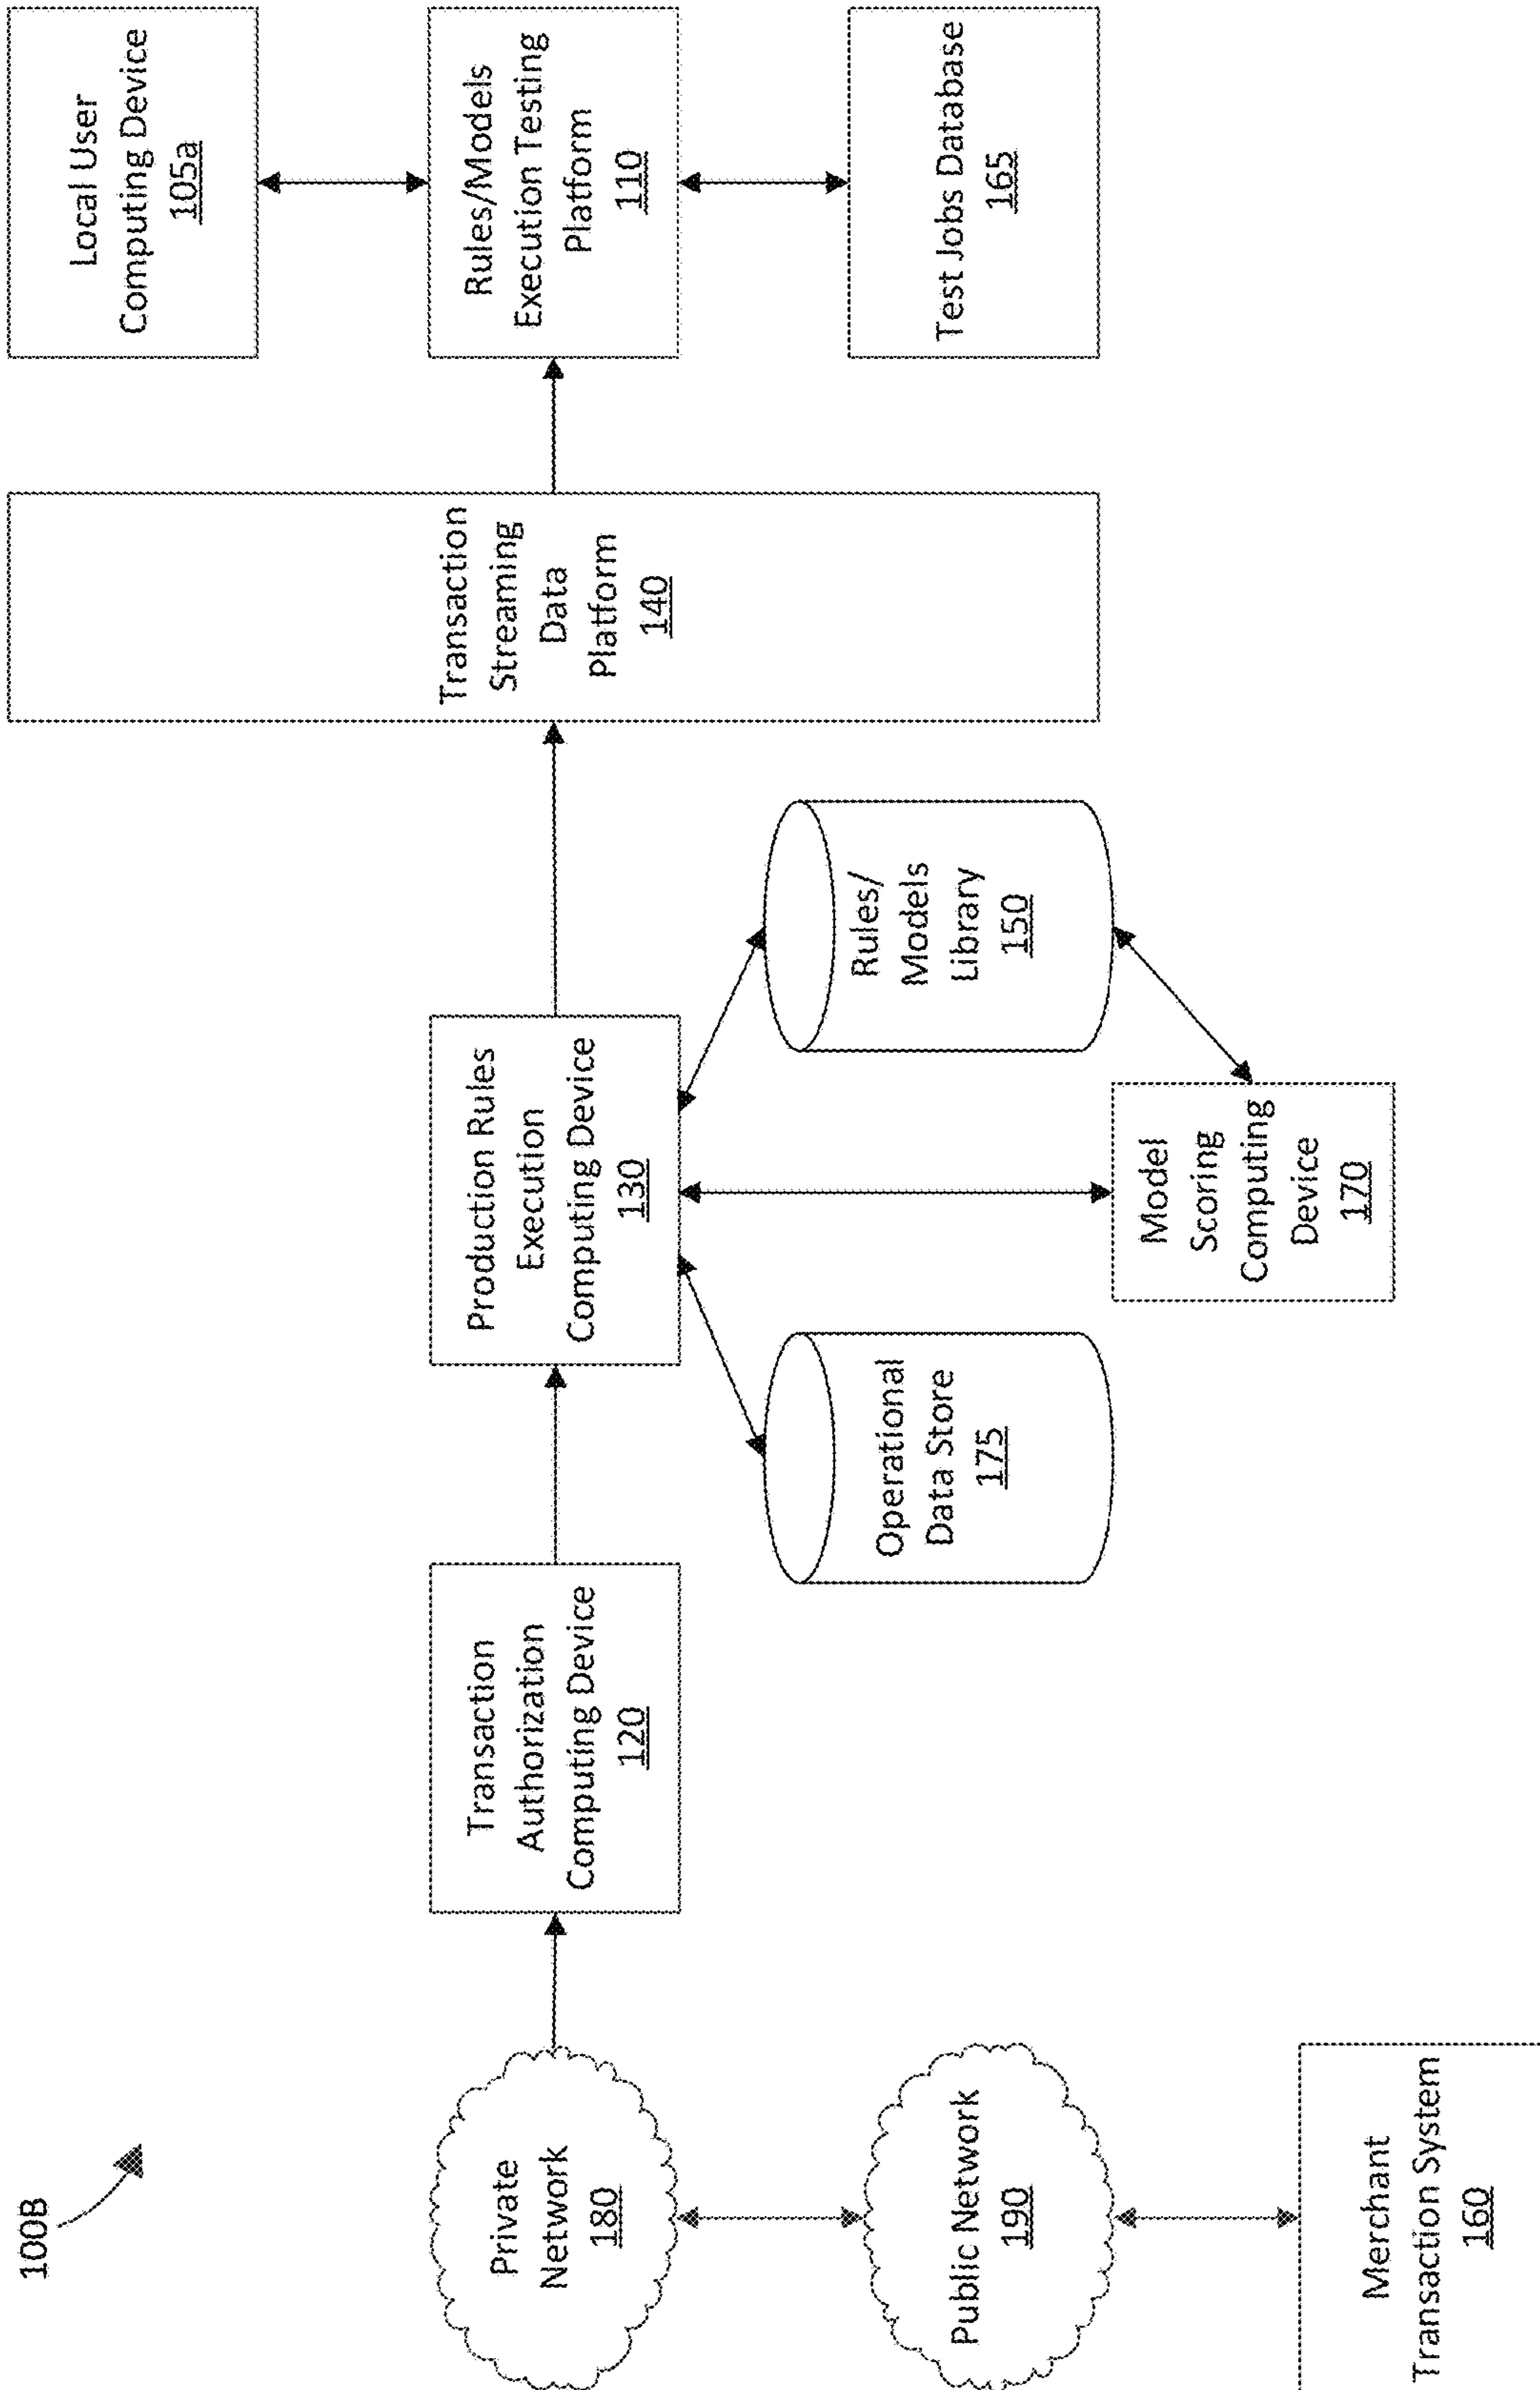 100B
Private
Network
180
Public Network
190
Merchant
Transaction System
160
Transaction
Authorization
Computing Device
120
Production Rules
Execution
Computing Device
130
Operational
Data Store
175
Rules/
Models
Library
150
Model
Scoring
Computing
Device
170
Transaction
Streaming
Data
Platform
140
Local User
Computing Device
105a
Rules/Models
Execution Testing
Platform
110
Test Jobs Database
165